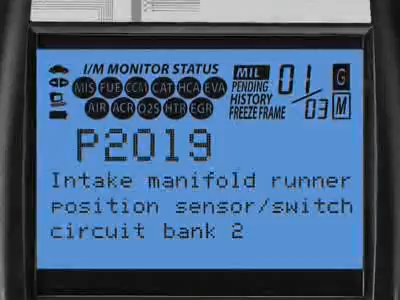 I/M MONITOR STATUS
MIS FUE CCM CAT HCA EVA
AIR ACR O2S HTR EGR
MIL
PENDING
HISTORY
FREEZE FRAME
01/03
G
M
P2019
Intake manifold runner
position sensor/switch
circuit bank 2